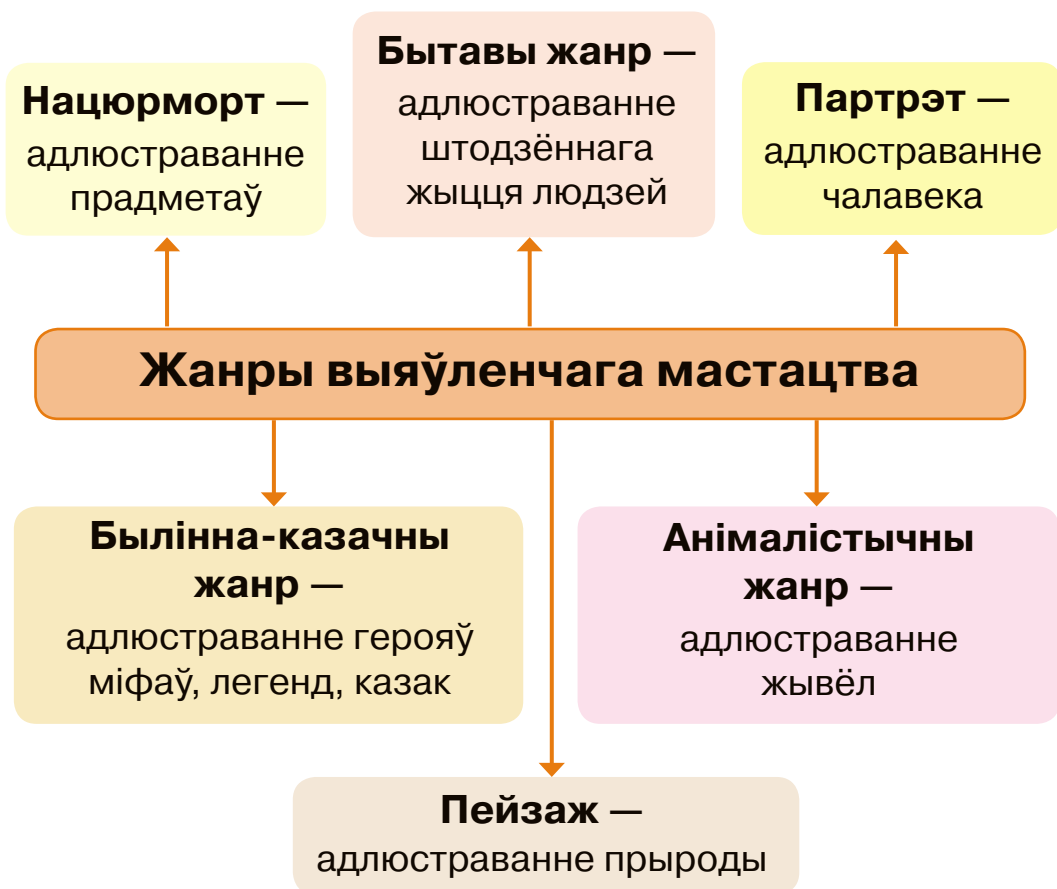 Нацюрморт —
адлюстраванне
прадметаў
Бытавы жанр —
адлюстраванне
штодзённага
жыцця людзей
Партрэт —
адлюстраванне
чалавека
Жанры выяўленчага мастацтва
Былінна-казачны
жанр —
адлюстраванне герояў
міфаў, легенд, казак
Анімалістычны
жанр —
адлюстраванне
жывёл
Пейзаж —
адлюстраванне прыроды